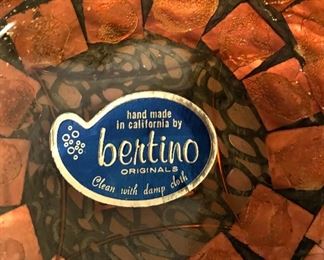 hand made
in california by
bertino
ORIGINALS
Clean with damp cloth